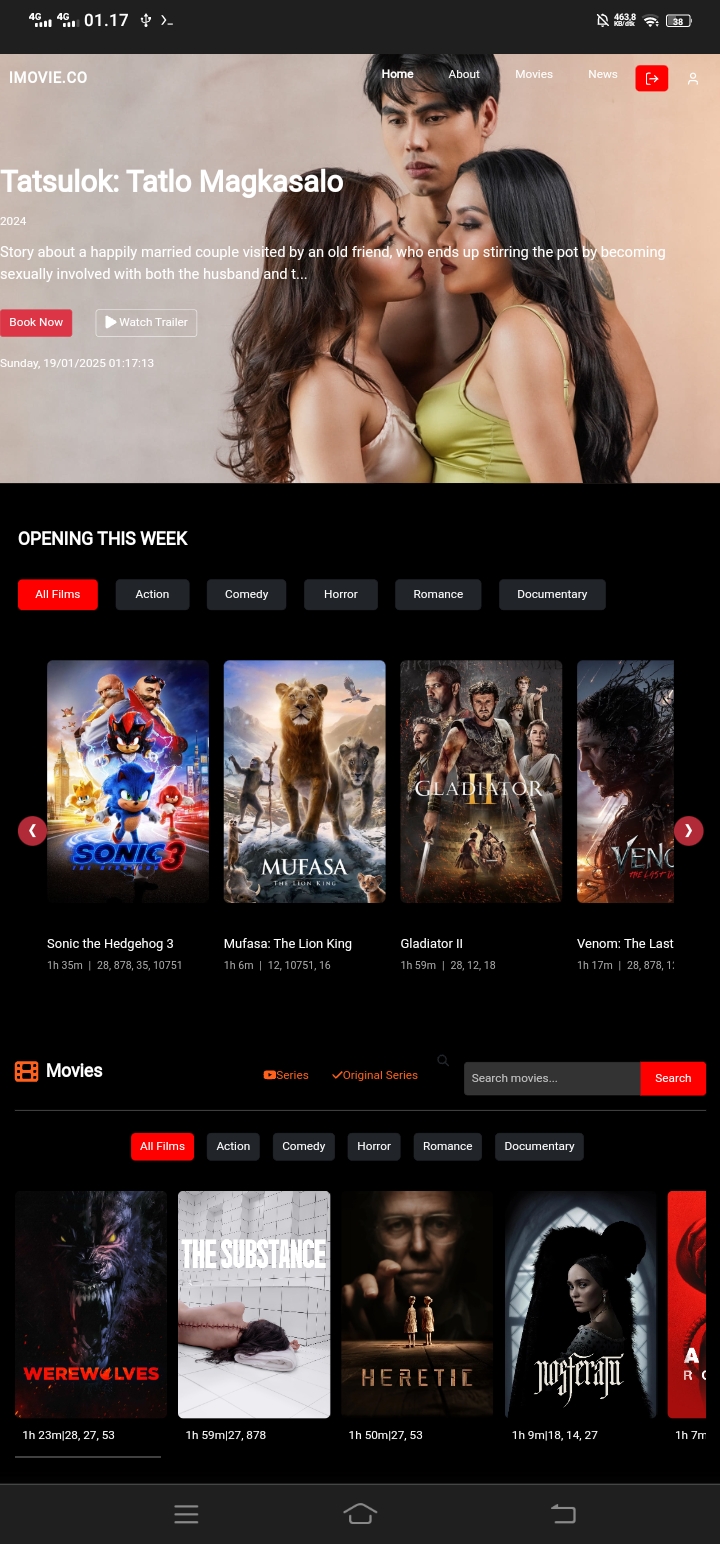 4G 4G 01.17 463,8 KB/dtk 38
IMOVIE.CO Home About Movies News
Tatsulok: Tatlo Magkasalo
2024
Story about a happily married couple visited by an old friend, who ends up stirring the pot by becoming
sexually involved with both the husband and t...
Book Now Watch Trailer
Sunday, 19/01/2025 01:17:13
OPENING THIS WEEK
All Films Action Comedy Horror Romance Documentary
SONIC 3
MUFASA
THE LION KING
GLADIATOR
II
VENO
THE LAST
Sonic the Hedgehog 3 Mufasa: The Lion King Gladiator II Venom: The Last
1h 35m | 28, 878, 35, 10751 1h 6m | 12, 10751, 16 1h 59m | 28, 12, 18 1h 17m | 28, 878, 12
Movies Series Original Series Search movies... Search
All Films Action Comedy Horror Romance Documentary
WEREWOLVES
THE SUBSTANCE
HERETIC
nosferatu
A
R
1h 23m|28, 27, 53 1h 59m|27, 878 1h 50m|27, 53 1h 9m|18, 14, 27 1h 7m